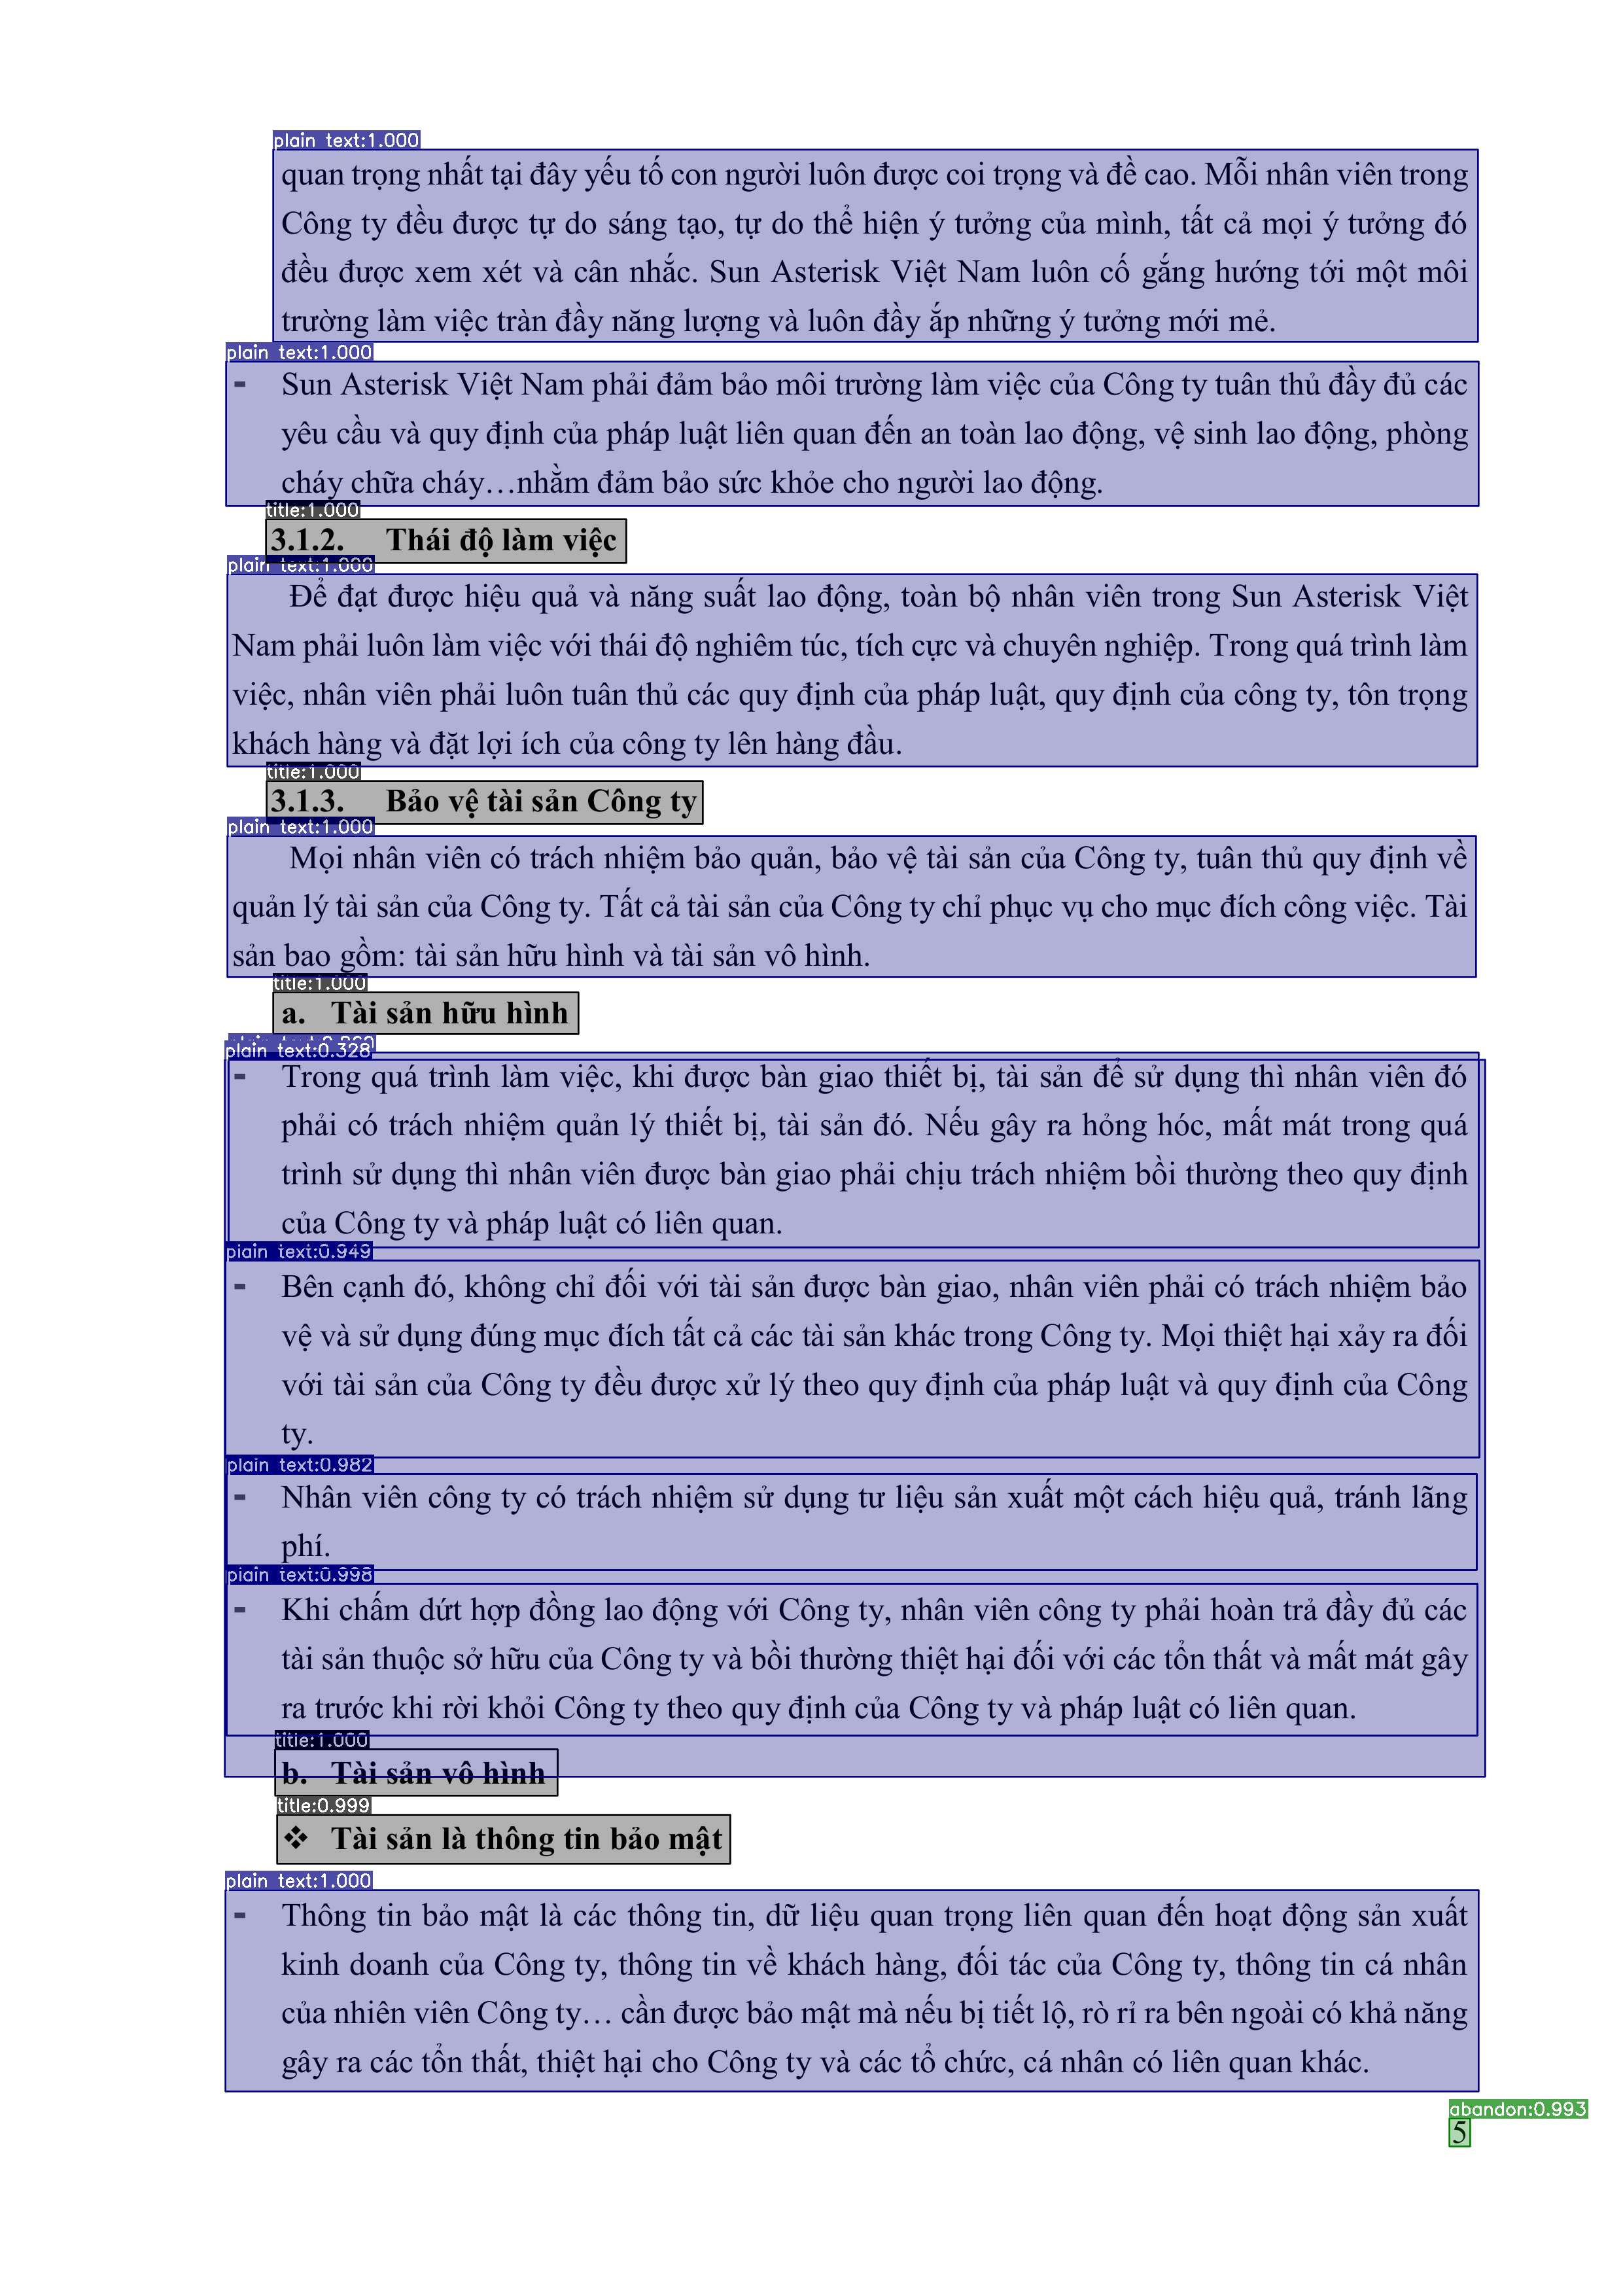 plain text:1.000
quan trọng nhất tại đây yếu tố con người luôn được coi trọng và đề cao. Mỗi nhân viên trong
Công ty đều được tự do sáng tạo, tự do thể hiện ý tưởng của mình, tất cả mọi ý tưởng đó
đều được xem xét và cân nhắc. Sun Asterisk Việt Nam luôn cố gắng hướng tới một môi
trường làm việc tràn đầy năng lượng và luôn đầy ắp những ý tưởng mới mẻ.
plain text:1.000
- Sun Asterisk Việt Nam phải đảm bảo môi trường làm việc của Công ty tuân thủ đầy đủ các
yêu cầu và quy định của pháp luật liên quan đến an toàn lao động, vệ sinh lao động, phòng
cháy chữa cháy…nhằm đảm bảo sức khỏe cho người lao động.
title:1.000
3.1.2. Thái độ làm việc
plain text:1.000
Để đạt được hiệu quả và năng suất lao động, toàn bộ nhân viên trong Sun Asterisk Việt
Nam phải luôn làm việc với thái độ nghiêm túc, tích cực và chuyên nghiệp. Trong quá trình làm
việc, nhân viên phải luôn tuân thủ các quy định của pháp luật, quy định của công ty, tôn trọng
khách hàng và đặt lợi ích của công ty lên hàng đầu.
title:1.000
3.1.3. Bảo vệ tài sản Công ty
plain text:1.000
Mọi nhân viên có trách nhiệm bảo quản, bảo vệ tài sản của Công ty, tuân thủ quy định về
quản lý tài sản của Công ty. Tất cả tài sản của Công ty chỉ phục vụ cho mục đích công việc. Tài
sản bao gồm: tài sản hữu hình và tài sản vô hình.
title:1.000
a. Tài sản hữu hình
plain text:0.328
- Trong quá trình làm việc, khi được bàn giao thiết bị, tài sản để sử dụng thì nhân viên đó
phải có trách nhiệm quản lý thiết bị, tài sản đó. Nếu gây ra hỏng hóc, mất mát trong quá
trình sử dụng thì nhân viên được bàn giao phải chịu trách nhiệm bồi thường theo quy định
của Công ty và pháp luật có liên quan.
plain text:0.949
- Bên cạnh đó, không chỉ đối với tài sản được bàn giao, nhân viên phải có trách nhiệm bảo
vệ và sử dụng đúng mục đích tất cả các tài sản khác trong Công ty. Mọi thiệt hại xảy ra đối
với tài sản của Công ty đều được xử lý theo quy định của pháp luật và quy định của Công
ty.
plain text:0.982
- Nhân viên công ty có trách nhiệm sử dụng tư liệu sản xuất một cách hiệu quả, tránh lãng
phí.
plain text:0.998
- Khi chấm dứt hợp đồng lao động với Công ty, nhân viên công ty phải hoàn trả đầy đủ các
tài sản thuộc sở hữu của Công ty và bồi thường thiệt hại đối với các tổn thất và mất mát gây
ra trước khi rời khỏi Công ty theo quy định của Công ty và pháp luật có liên quan.
title:1.000
b. Tài sản vô hình
title:0.999
❖ Tài sản là thông tin bảo mật
plain text:1.000
- Thông tin bảo mật là các thông tin, dữ liệu quan trọng liên quan đến hoạt động sản xuất
kinh doanh của Công ty, thông tin về khách hàng, đối tác của Công ty, thông tin cá nhân
của nhiên viên Công ty… cần được bảo mật mà nếu bị tiết lộ, rò rỉ ra bên ngoài có khả năng
gây ra các tổn thất, thiệt hại cho Công ty và các tổ chức, cá nhân có liên quan khác.
abandon:0.993
5